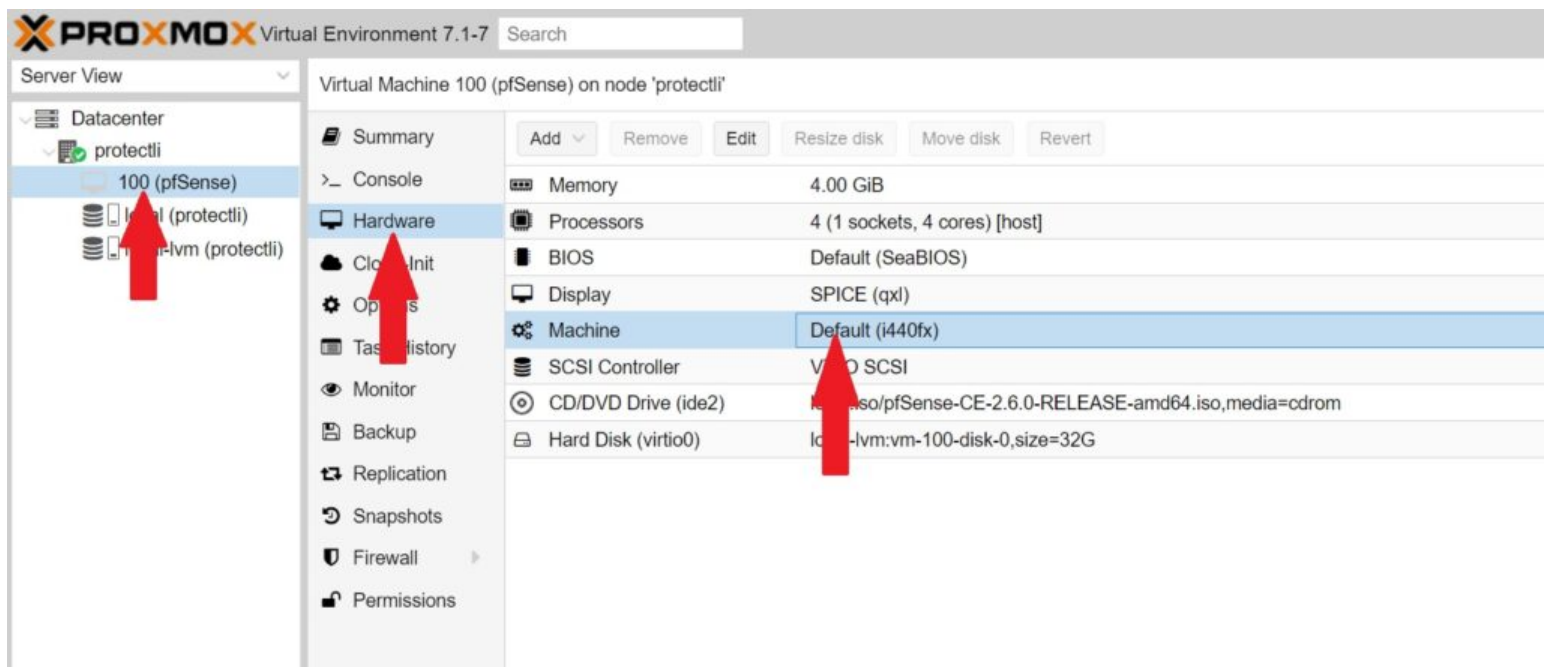 PROXMOX Virtual Environment 7.1-7 Search
Server View
Virtual Machine 100 (pfSense) on node 'protectli'
Datacenter
protectli
100 (pfSense)
(protectli)
(protectli)
Summary
Console
Hardware
Task History
Monitor
Backup
Replication
Snapshots
Firewall
Permissions
Add Remove Edit Resize disk Move disk Revert
Memory 4.00 GiB
Processors 4 (1 sockets, 4 cores) [host]
BIOS Default (SeaBIOS)
Display SPICE (qxl)
Machine Default (i440fx)
SCSI Controller SCSI
CD/DVD Drive (ide2) iso/pfSense-CE-2.6.0-RELEASE-amd64.iso,media=cdrom
Hard Disk (virtio0) -lvm:vm-100-disk-0,size=32G